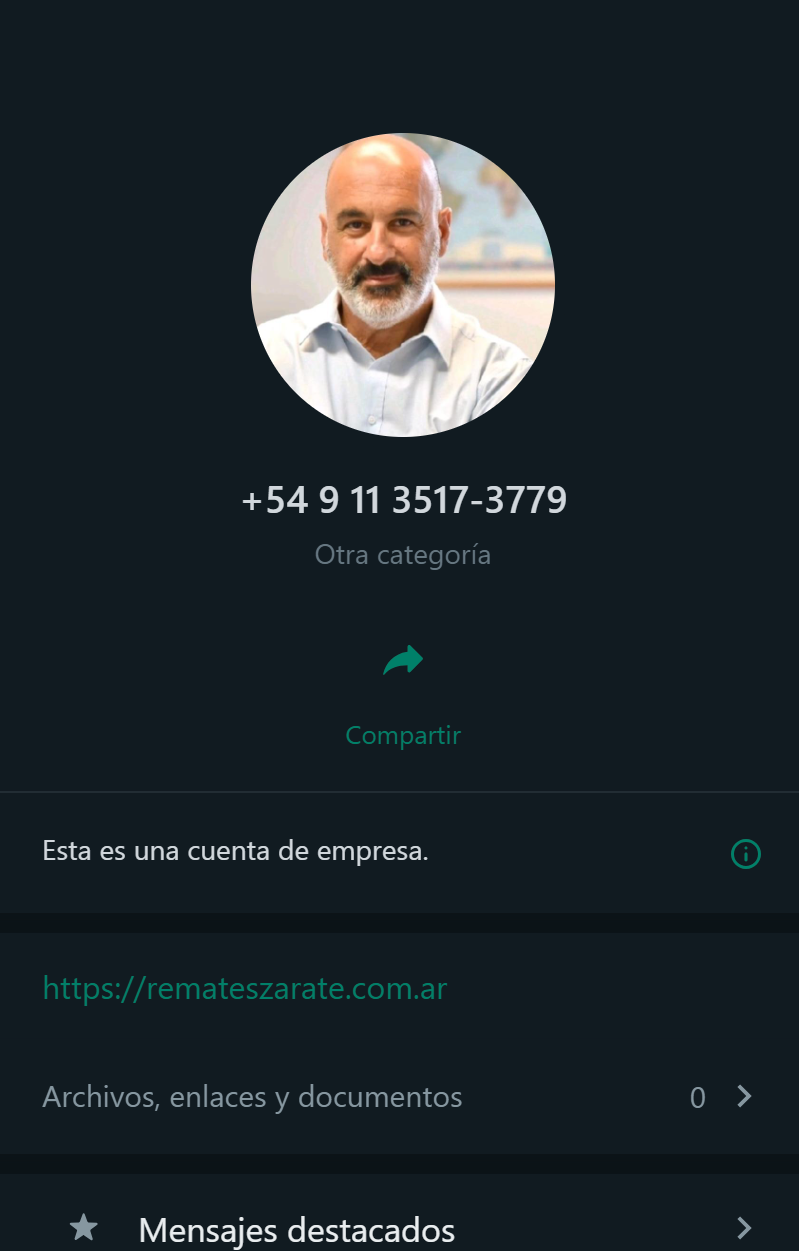 +54 9 11 3517-3779
Otra categoría
Compartir
Esta es una cuenta de empresa.
https://remateszarate.com.ar
Archivos, enlaces y documentos 0
Mensajes destacados